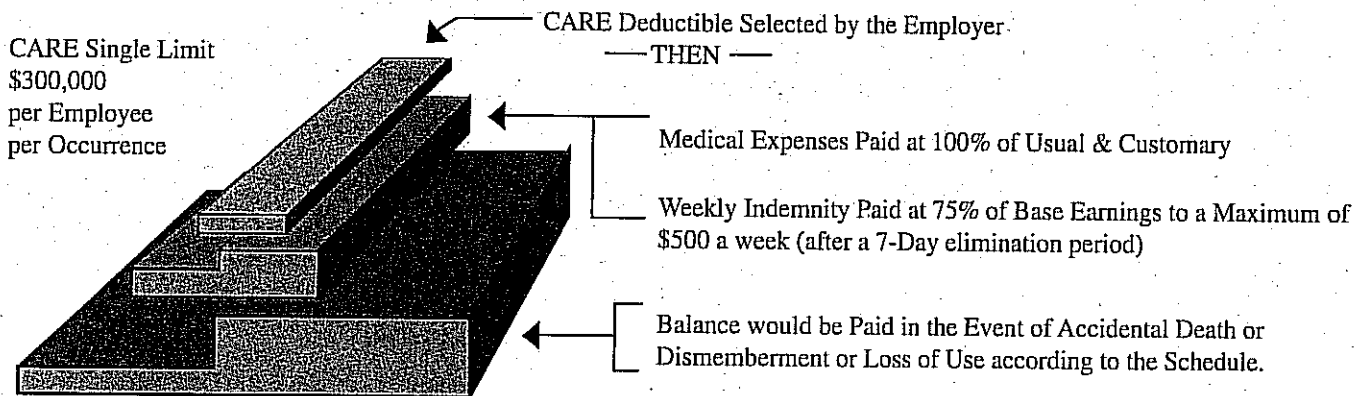 CARE Single Limit
$300,000
per Employee
per Occurrence
CARE Deductible Selected by the Employer
THEN
Medical Expenses Paid at 100% of Usual & Customary
Weekly Indemnity Paid at 75% of Base Earnings to a Maximum of
$500 a week (after a 7-Day elimination period)
Balance would be Paid in the Event of Accidental Death or
Dismemberment or Loss of Use according to the Schedule.